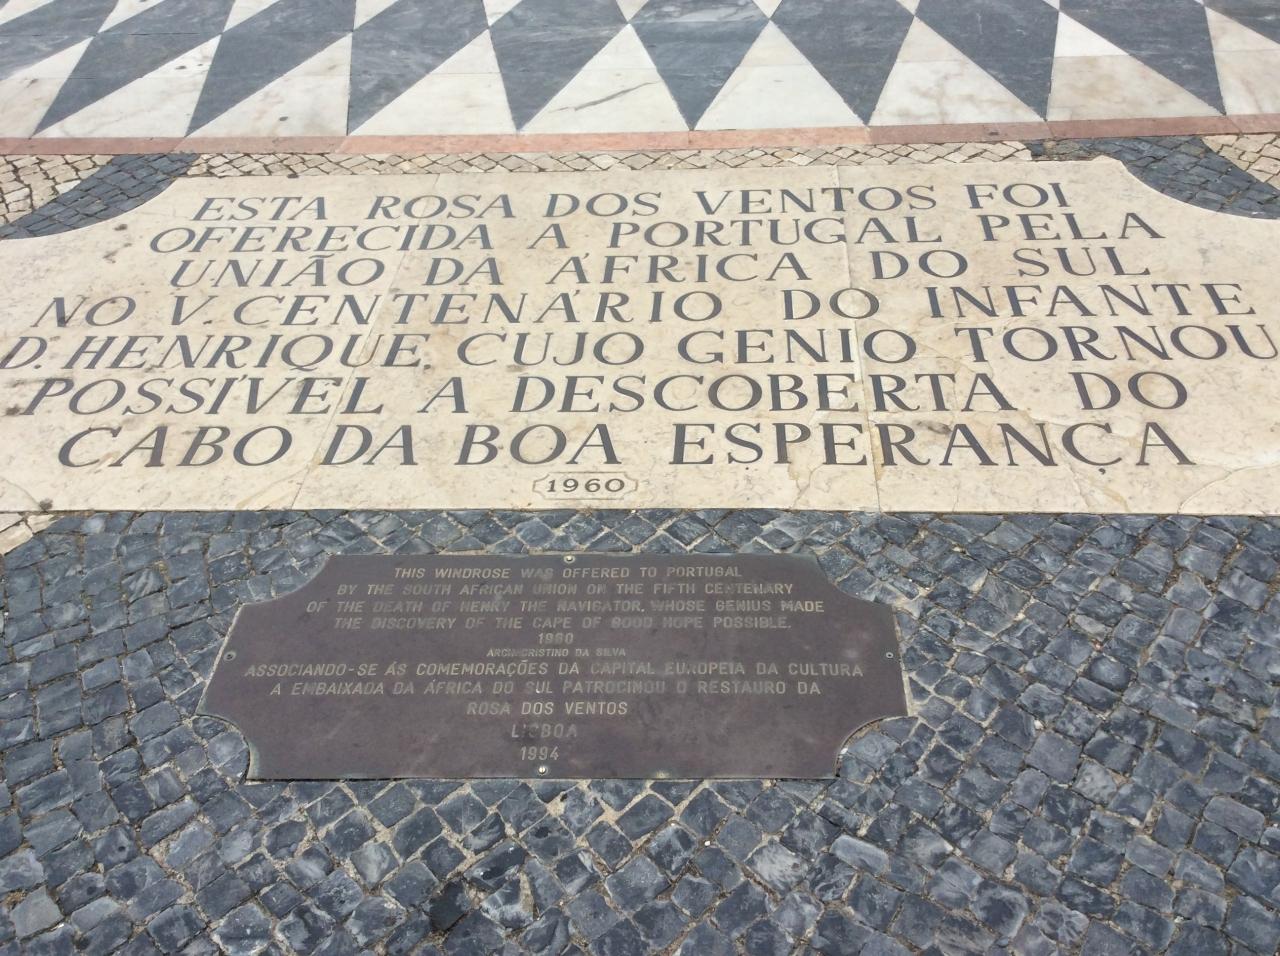 ESTA ROSA DOS VENTOS FOI
OFERECIDA A PORTUGAL PELA
UNIÃO DA ÁFRICA DO SUL
NO V. CENTENÁRIO DO INFANTE
D. HENRIQUE CUJO GENIO TORNOU
POSSÍVEL A DESCOBERTA DO
CABO DA BOA ESPERANÇA
1960
THIS WINDROSE WAS OFFERED TO PORTUGAL
BY THE SOUTH AFRICAN UNION ON THE FIFTH CENTENARY
OF THE DEATH OF HENRY THE NAVIGATOR, WHOSE GENIUS MADE
THE DISCOVERY OF THE CAPE OF GOOD HOPE POSSIBLE.
1960
CRISTINO DA SILVA
ASSOCIANDO-SE ÁS COMEMORAÇÕES DA CAPITAL EUROPEIA DA CULTURA
A EMBAIXADA DA ÁFRICA DO SUL PATROCINOU O RESTAURO DA
ROSA DOS VENTOS
LISBOA
1994